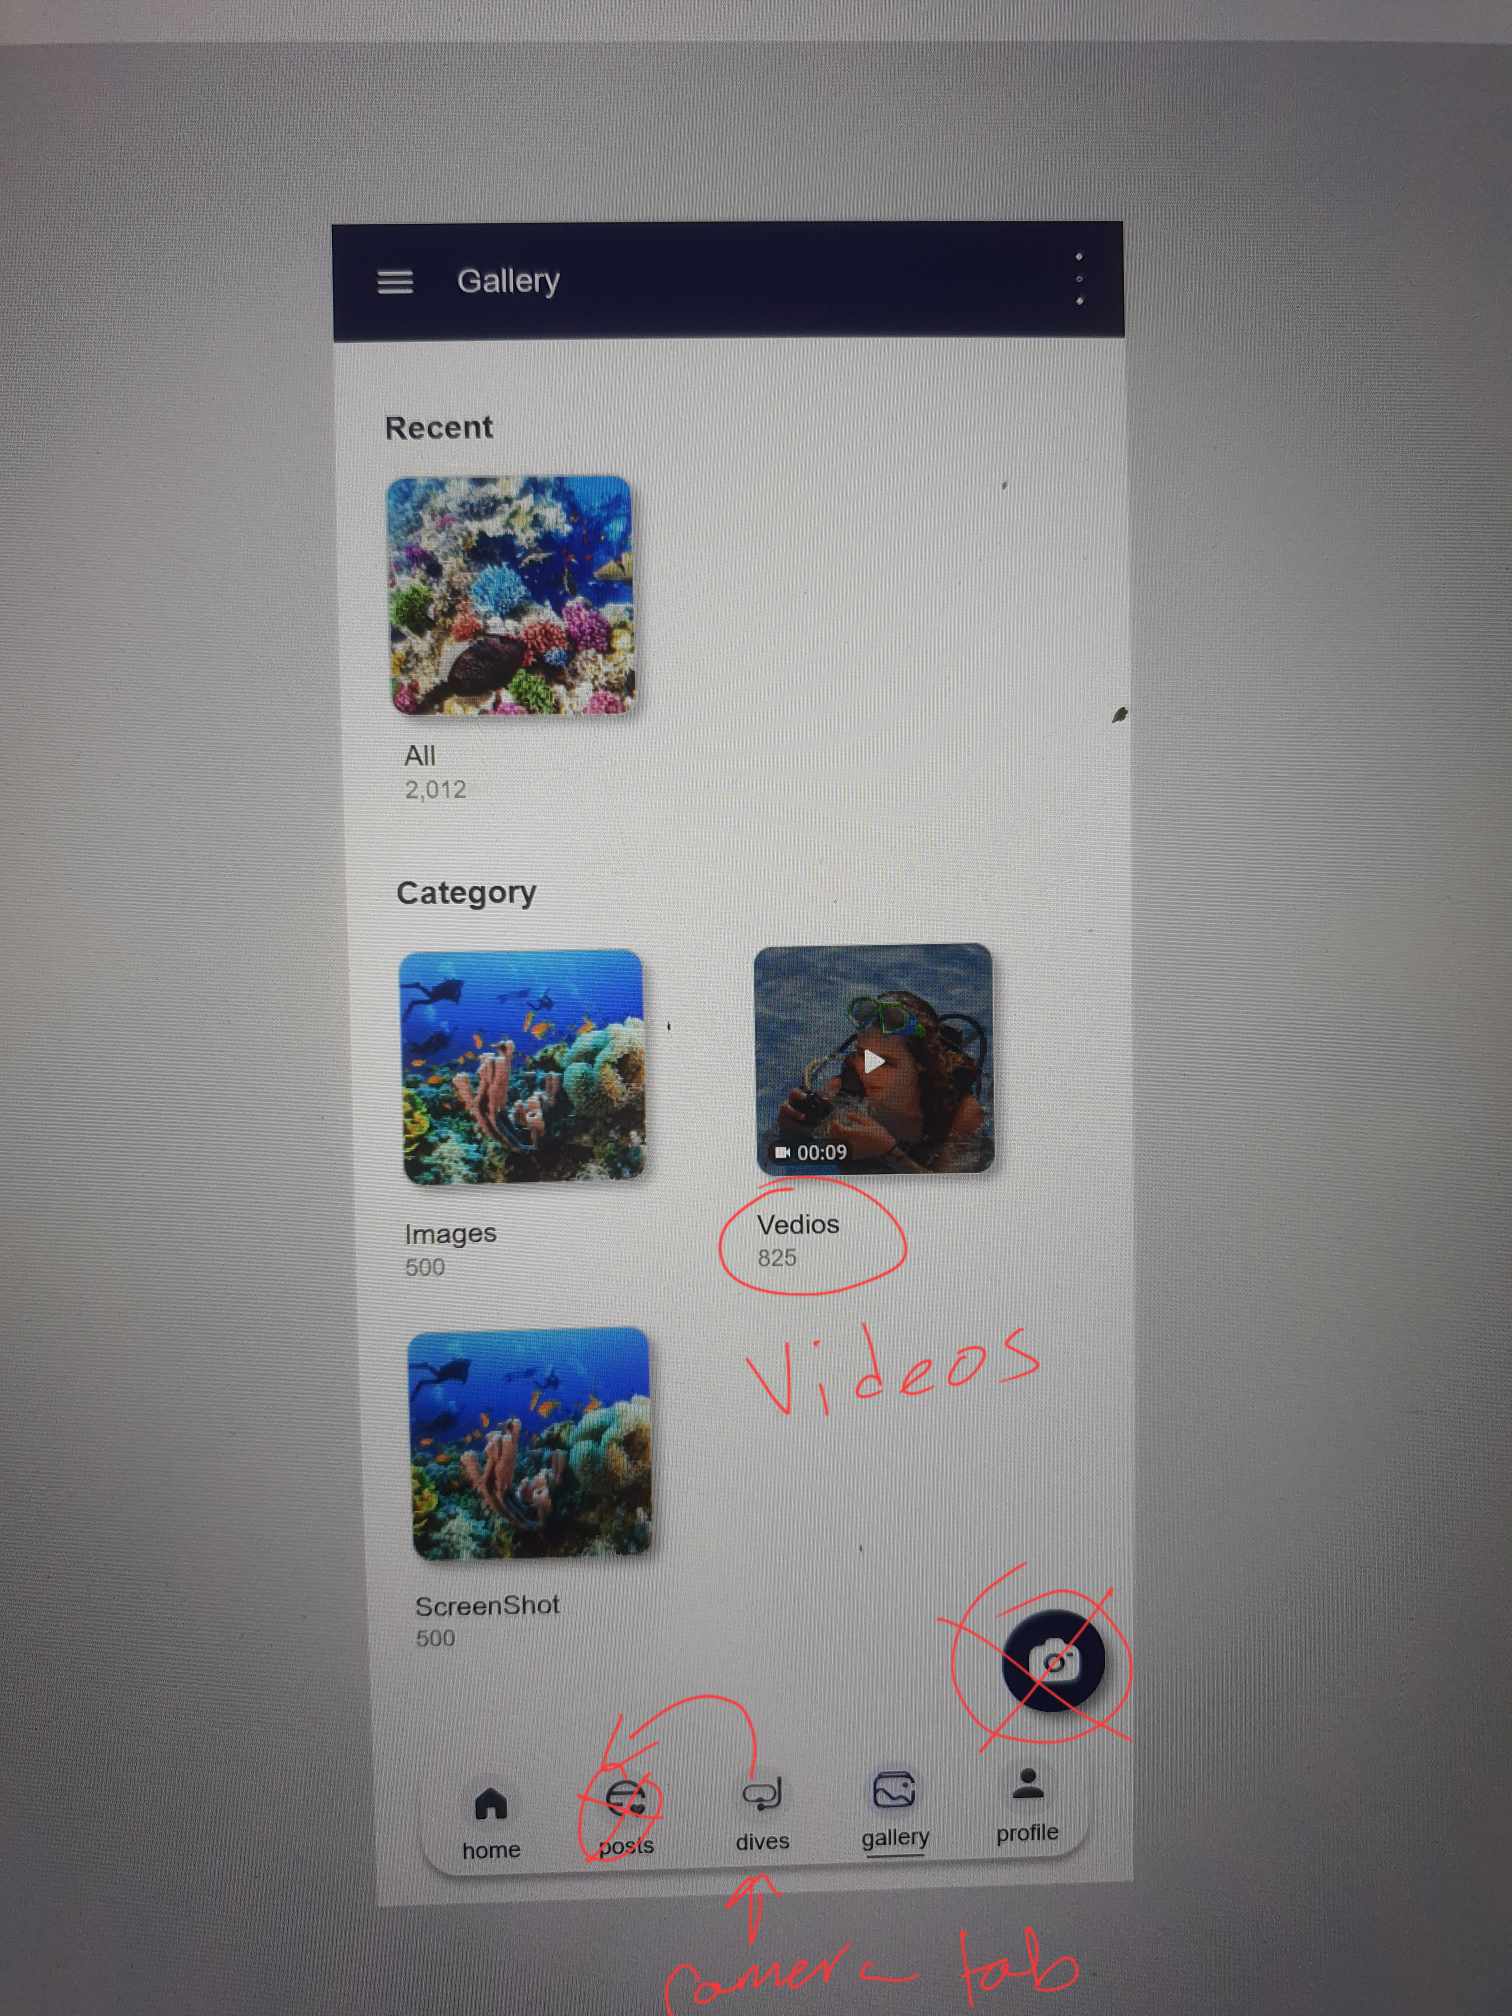 Gallery
Recent
All
2,012
Category
00:09
Images
500
Vedios
825
Videos
ScreenShot
500
home posts dives gallery profile
camera tab